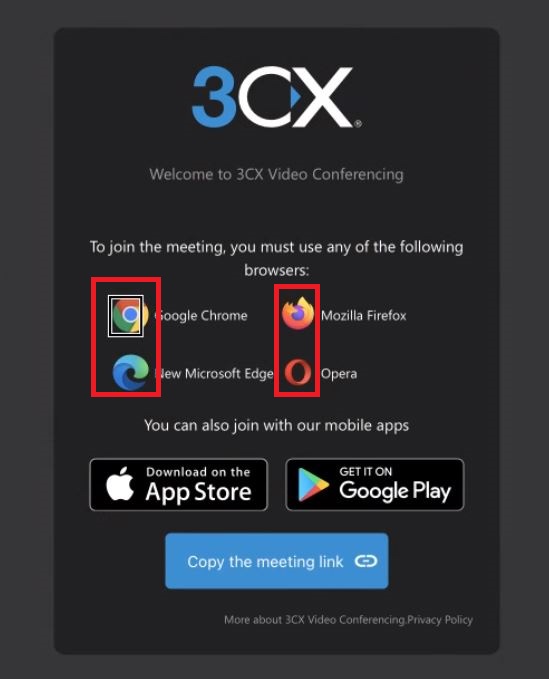 3CX®
Welcome to 3CX Video Conferencing
To join the meeting, you must use any of the following
browsers:
Google Chrome
Mozilla Firefox
New Microsoft Edge
Opera
You can also join with our mobile apps
Download on the
App Store
GET IT ON
Google Play
Copy the meeting link
More about 3CX Video Conferencing.Privacy Policy